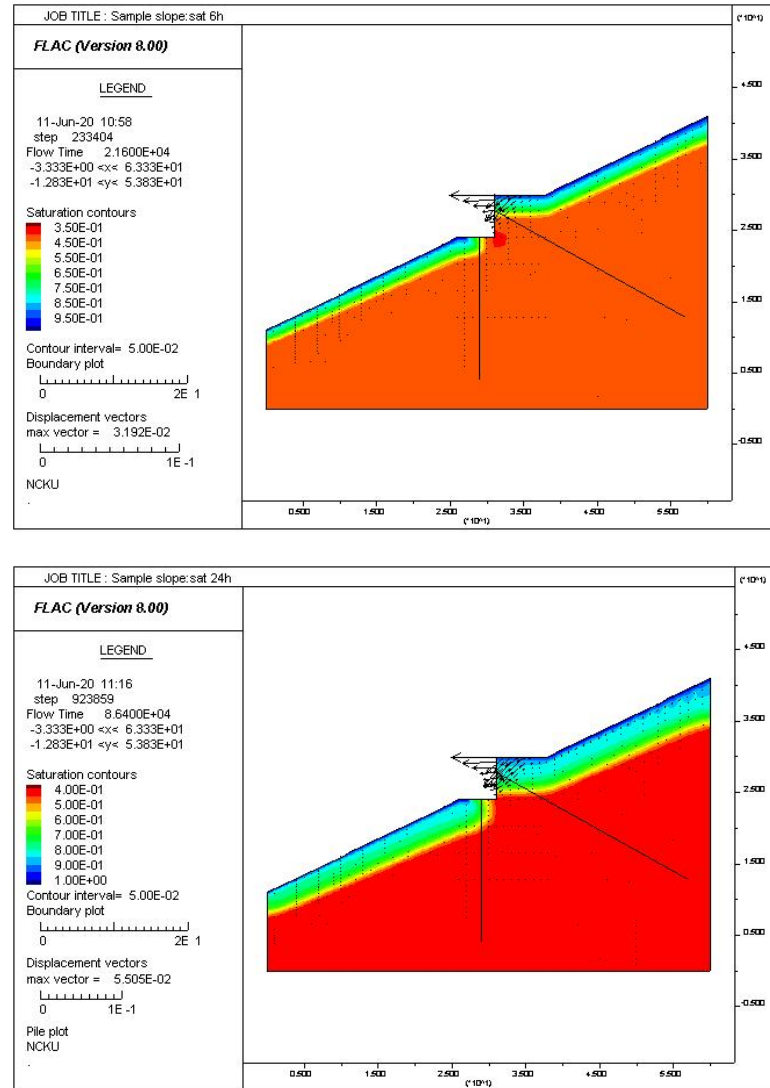 JOB TITLE : Sample slope:sat 6h
(*10^1)
FLAC (Version 8.00)
LEGEND
11-Jun-20 10:58
step 233404
Flow Time 2.1600E+04
-3.333E+00 <x< 6.333E+01
-1.283E+01 <y< 5.383E+01
Saturation contours
3.50E-01
4.50E-01
5.50E-01
6.50E-01
7.50E-01
8.50E-01
9.50E-01
Contour interval= 5.00E-02
Boundary plot
0 2E 1
Displacement vectors
max vector = 3.192E-02
0 1E -1
NCKU
4.500
3.500
2.500
1.500
0.500
-0.500
0.500 1.500 2.500 3.500 4.500 5.500
(*10^1)
JOB TITLE : Sample slope:sat 24h
(*10^1)
FLAC (Version 8.00)
LEGEND
11-Jun-20 11:16
step 923859
Flow Time 8.6400E+04
-3.333E+00 <x< 6.333E+01
-1.283E+01 <y< 5.383E+01
Saturation contours
4.00E-01
5.00E-01
6.00E-01
7.00E-01
8.00E-01
9.00E-01
1.00E+00
Contour interval= 5.00E-02
Boundary plot
0 2E 1
Displacement vectors
max vector = 5.505E-02
0 1E -1
Pile plot
NCKU
4.500
3.500
2.500
1.500
0.500
-0.500
0.500 1.500 2.500 3.500 4.500 5.500
(*10^1)